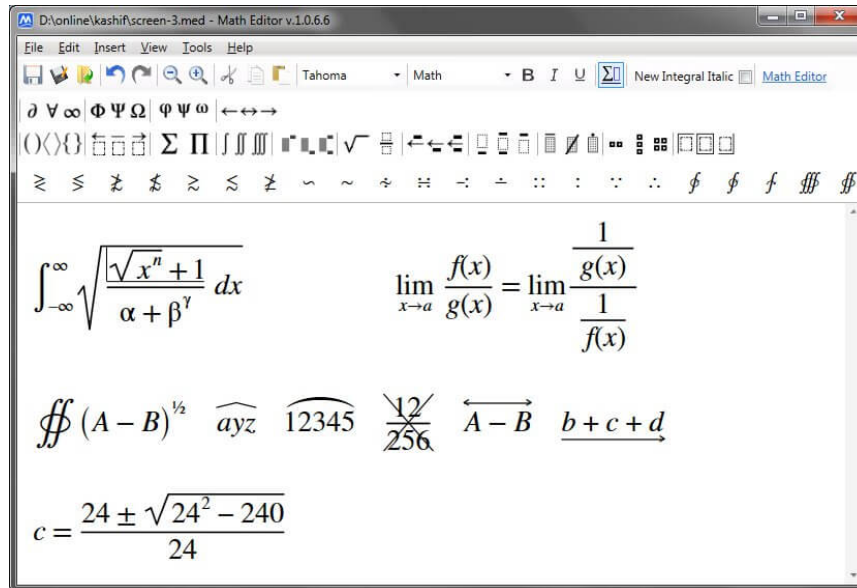 D:\online\kashif\screen-3.med - Math Editor v.1.0.6.6
File Edit Insert View Tools Help
Tahoma Math B I U Σ▯ New Integral Italic Math Editor
∂ ∀ ∞ Φ Ψ Ω φ ψ ω ← ↔ →
() ⟨⟩ {} Σ Π ∫ ∬ ∭ √
∫_{-∞}^{∞} √((√(xⁿ) + 1)/(α + β^γ)) dx lim_{x→a} f(x)/g(x) = lim_{x→a} (1/g(x))/(1/f(x))
∯ (A − B)^½ ayz 12345 12/256 A − B b + c + d
c = (24 ± √(24² − 240))/24